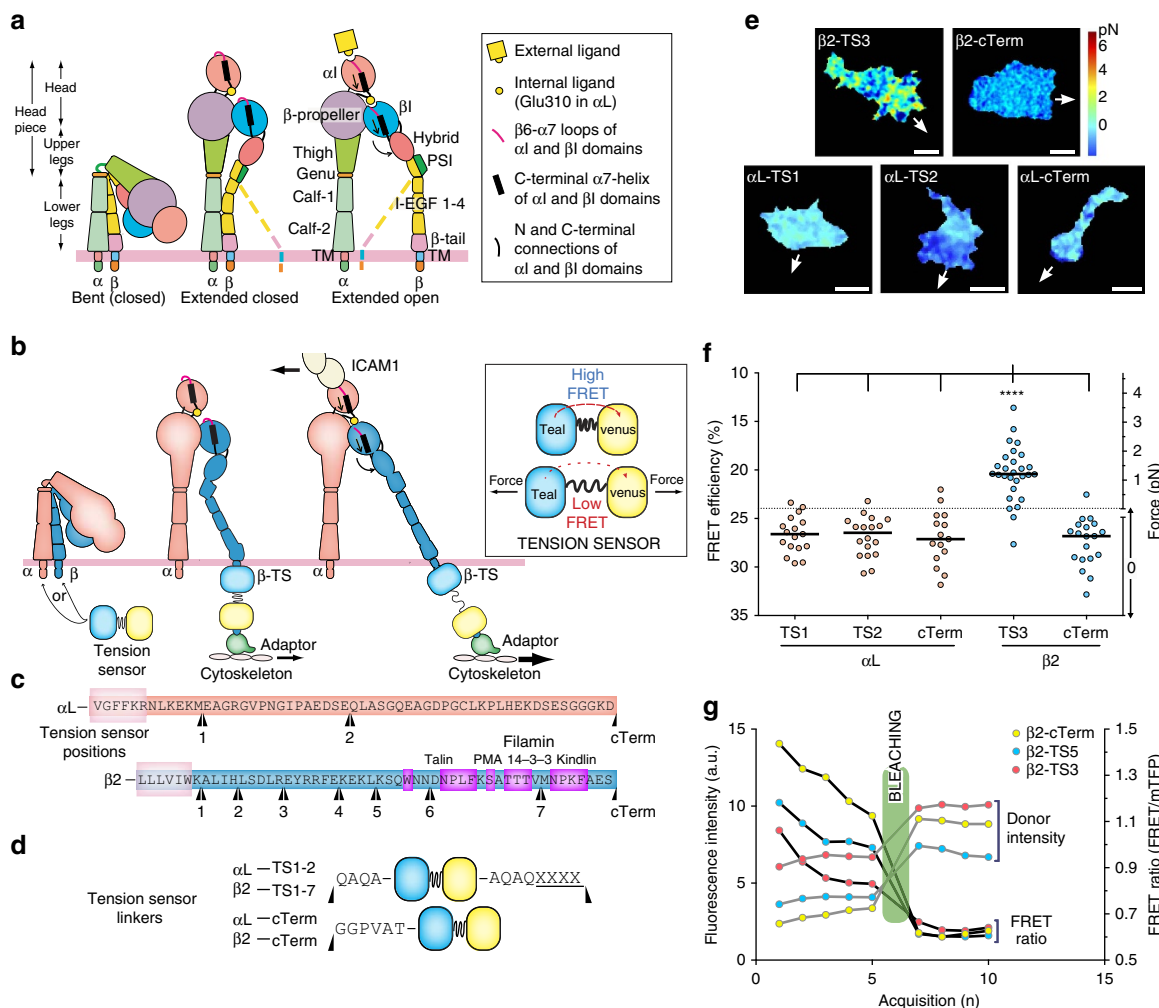 a
Head
piece
Head
Upper
legs
Lower
legs
αI
β-propeller
βI
Hybrid
Thigh
PSI
Genu
Calf-1
I-EGF 1-4
Calf-2
β-tail
TM
TM
α β
α β
α
β
Bent (closed)
Extended closed
Extended open
External ligand
Internal ligand
(Glu310 in αL)
β6-α7 loops of
αI and βI domains
C-terminal α7-helix
of αI and βI domains
N and C-terminal
connections of
αI and βI domains
b
ICAM1
α
β
or
Tension
sensor
α
β-TS
Adaptor
Cytoskeleton
α
β-TS
Adaptor
Cytoskeleton
High
FRET
Teal
venus
Force
Teal
venus
Force
Low
FRET
TENSION SENSOR
c
αL
VGFFKRNLKEKMEAGRGVPNGIPAEDSEQLASGQEAGDPGCLKPLHEKDSESGGGKD
Tension sensor
positions
1
2
cTerm
Filamin
Talin
PMA 14–3–3 Kindlin
β2
LLLVIWKALIHLSDLREYRRFEKEKLKSQWNNDNPLFKSATTTVMNPKFAES
1 2 3 4 5 6 7 cTerm
d
Tension sensor
linkers
αL — TS1-2
β2 — TS1-7
QAQA-
-AQAQXXXX
αL — cTerm
β2 — cTerm
GGPVAT-
e
β2-TS3
β2-cTerm
pN
6
4
2
0
αL-TS1
αL-TS2
αL-cTerm
f
FRET efficiency (%)
10
15
20
25
30
35
****
4
3
2
1
0
Force (pN)
TS1
TS2
cTerm
TS3
cTerm
αL
β2
g
Fluorescence intensity (a.u.)
15
10
5
0
BLEACHING
β2-cTerm
β2-TS5
β2-TS3
Donor
intensity
FRET
ratio
1.5
1.3
1.1
0.9
0.7
0.5
FRET ratio (FRET/mTFP)
0
5
10
15
Acquisition (n)